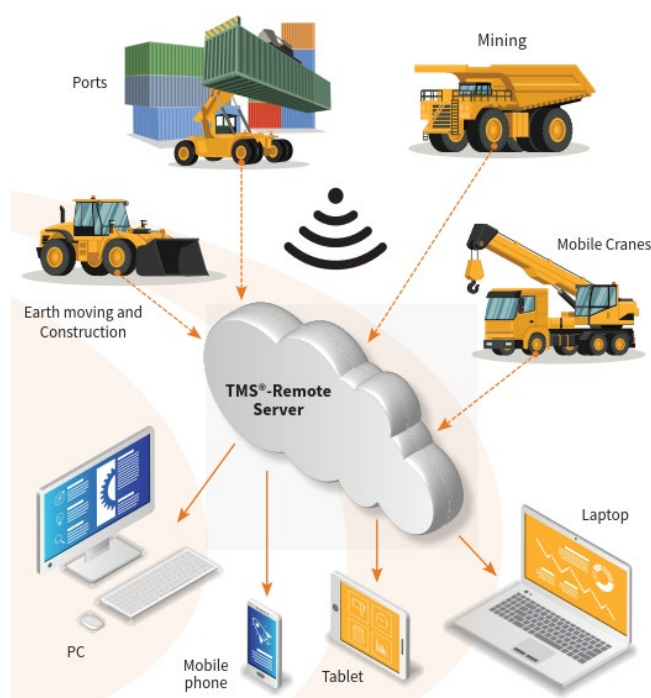 Ports
Mining
Mobile Cranes
Earth moving and
Construction
TMS®-Remote
Server
Laptop
PC
Mobile
phone
Tablet